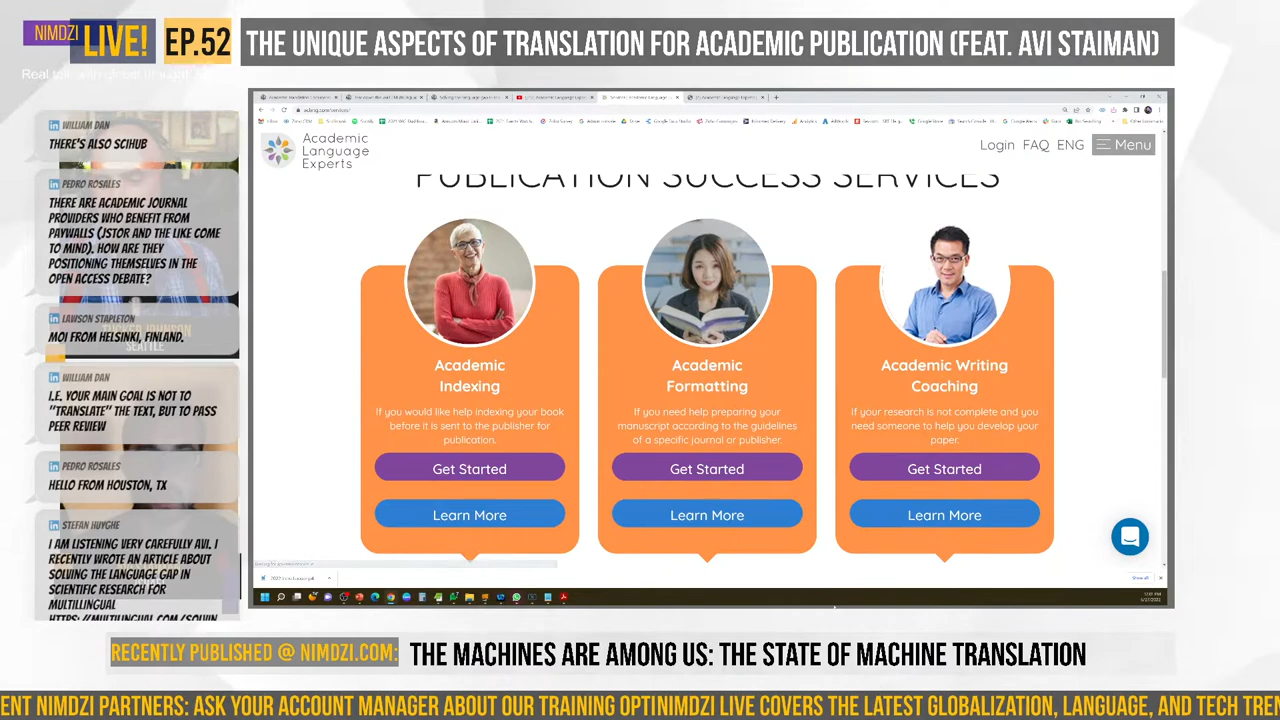 NIMDZI
LIVE!
EP.52
THE UNIQUE ASPECTS OF TRANSLATION FOR ACADEMIC PUBLICATION (FEAT. AVI STAIMAN)
WILLIAM DAN
THERE'S ALSO SCIHUB
PEDRO ROSALES
THERE ARE ACADEMIC JOURNAL
PROVIDERS WHO BENEFIT FROM
PAYWALLS (JSTOR AND THE LIKE COME
TO MIND). HOW ARE THEY
POSITIONING THEMSELVES IN THE
OPEN ACCESS DEBATE?
LAWSON STAPLETON
MOI FROM HELSINKI, FINLAND.
WILLIAM DAN
I.E. YOUR MAIN GOAL IS NOT TO
"TRANSLATE" THE TEXT, BUT TO PASS
PEER REVIEW
PEDRO ROSALES
HELLO FROM HOUSTON, TX
STEFAN HUYGHE
I AM LISTENING VERY CAREFULLY AVI. I
RECENTLY WROTE AN ARTICLE ABOUT
SOLVING THE LANGUAGE GAP IN
SCIENTIFIC RESEARCH FOR
MULTILLINGUAL
Academic
Language
Experts
Login FAQ ENG Menu
PUBLICATION SUCCESS SERVICES
Academic
Indexing
If you would like help indexing your book
before it is sent to the publisher for
publication.
Get Started
Learn More
Academic
Formatting
If you need help preparing your
manuscript according to the guidelines
of a specific journal or publisher.
Get Started
Learn More
Academic Writing
Coaching
If your research is not complete and you
need someone to help you develop your
paper.
Get Started
Learn More
Show all
RECENTLY PUBLISHED @ NIMDZI.COM: THE MACHINES ARE AMONG US: THE STATE OF MACHINE TRANSLATION
ENT NIMDZI PARTNERS: ASK YOUR ACCOUNT MANAGER ABOUT OUR TRAINING OPTINIMDZI LIVE COVERS THE LATEST GLOBALIZATION, LANGUAGE, AND TECH TREN